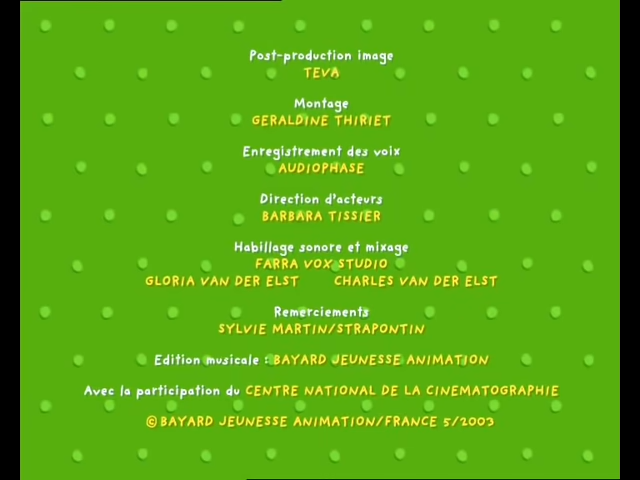 Post-production image
TEVA
Montage
GERALDINE THIRIET
Enregistrement des voix
AUDIOPHASE
Direction d'acteurs
BARBARA TISSIER
Habillage sonore et mixage
FARRA VOX STUDIO
GLORIA VAN DER ELST CHARLES VAN DER ELST
Remerciements
SYLVIE MARTIN/STRAPONTIN
Edition musicale : BAYARD JEUNESSE ANIMATION
Avec la participation du CENTRE NATIONAL DE LA CINEMATOGRAPHIE
©BAYARD JEUNESSE ANIMATION/FRANCE 5/2003